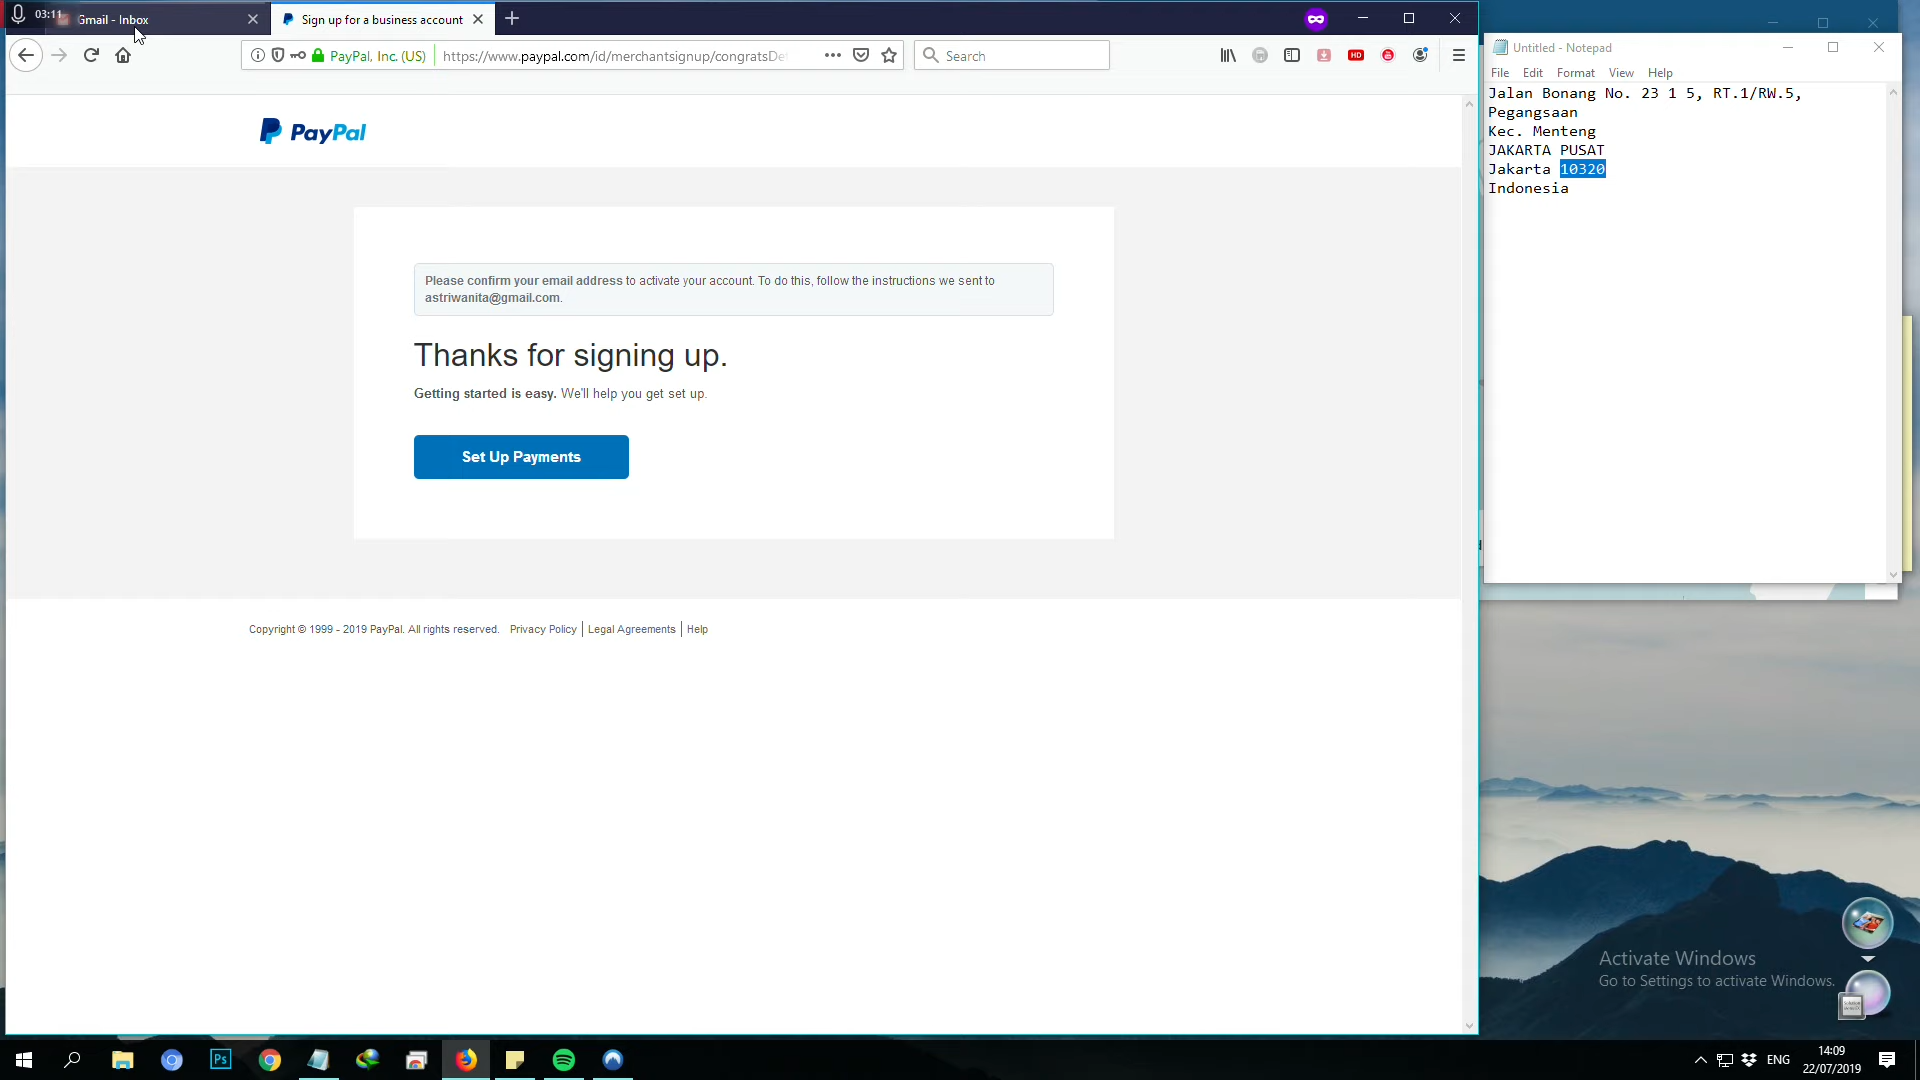 03:11
Gmail - Inbox
Sign up for a business account
PayPal, Inc. (US)
https://www.paypal.com/id/merchantsignup/congratsDe
Search
HD
PayPal
Please confirm your email address to activate your account. To do this, follow the instructions we sent to
astriwanita@gmail.com.
Thanks for signing up.
Getting started is easy. We'll help you get set up.
Set Up Payments
Copyright © 1999 - 2019 PayPal. All rights reserved. Privacy Policy Legal Agreements Help
Untitled - Notepad
File Edit Format View Help
Jalan Bonang No. 23 1 5, RT.1/RW.5,
Pegangsaan
Kec. Menteng
JAKARTA PUSAT
Jakarta 10320
Indonesia
Activate Windows
Go to Settings to activate Windows.
Ps
ENG
14:09
22/07/2019